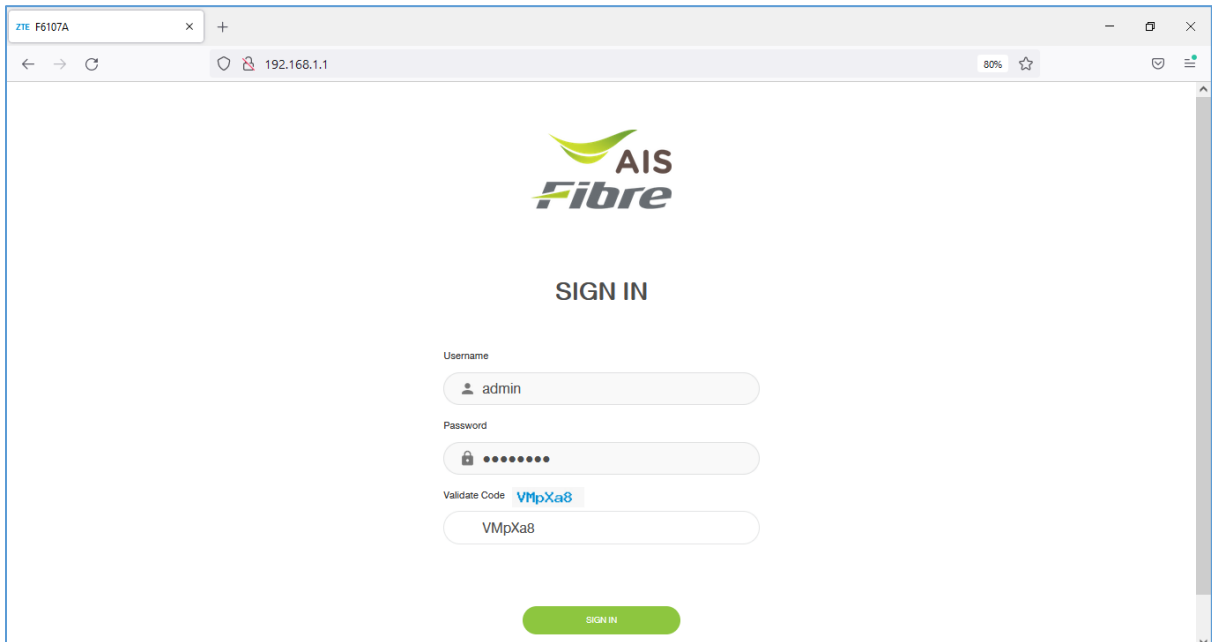 ZTE F6107A
192.168.1.1
80%
AIS
Fibre
SIGN IN
Username
admin
Password
••••••••
Validate Code VMpXa8
VMpXa8
SIGN IN